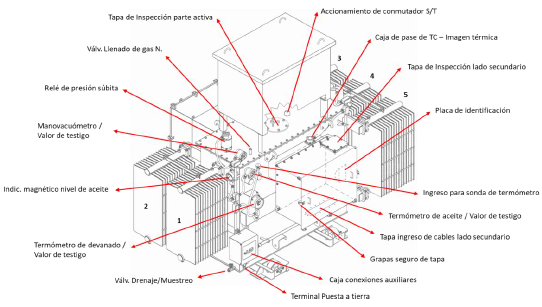 Tapa de Inspección parte activa
Accionamiento de conmutador S/T
Válv. Llenado de gas N.
Caja de pase de TC – Imagen térmica
Tapa de Inspección lado secundario
Relé de presión súbita
Placa de identificación
Manovacuómetro /
Valor de testigo
3
4
5
Indic. magnético nivel de aceite
Ingreso para sonda de termómetro
2
1
Termómetro de aceite / Valor de testigo
Tapa ingreso de cables lado secundario
Termómetro de devanado /
Valor de testigo
Grapas seguro de tapa
Válv. Drenaje/Muestreo
Caja conexiones auxiliares
Terminal Puesta a tierra